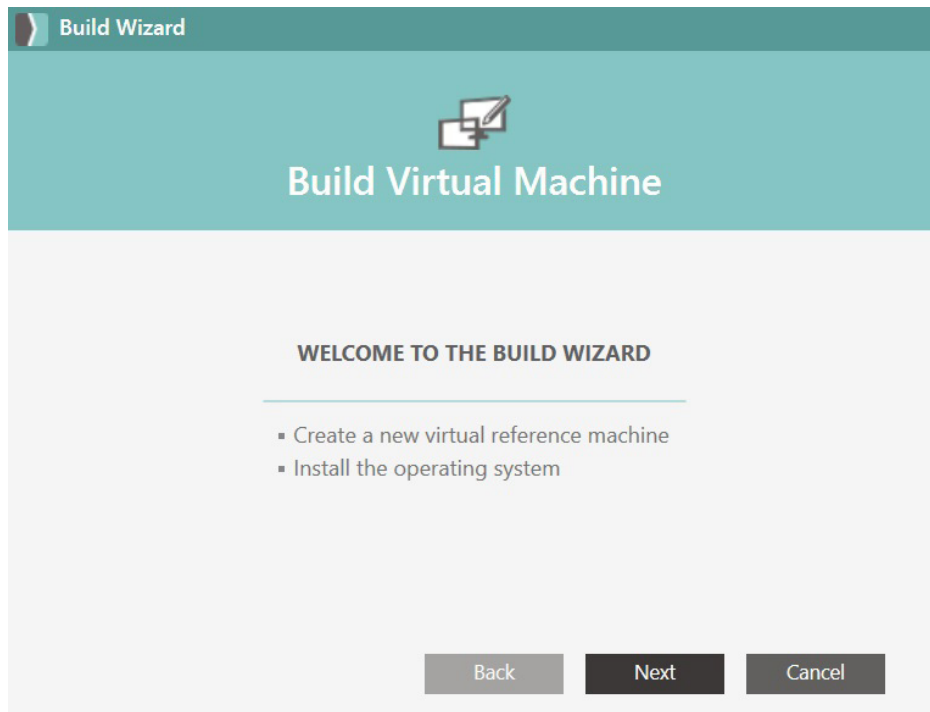 Build Wizard
Build Virtual Machine
WELCOME TO THE BUILD WIZARD
▪ Create a new virtual reference machine
▪ Install the operating system
Back Next Cancel